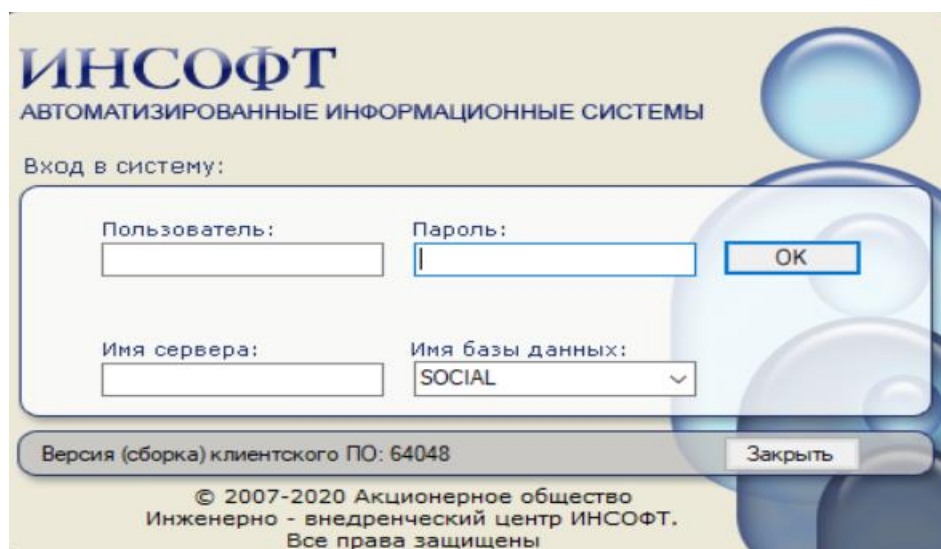 ИНСОФТ
АВТОМАТИЗИРОВАННЫЕ ИНФОРМАЦИОННЫЕ СИСТЕМЫ
Вход в систему:
Пользователь: Пароль:
OK
Имя сервера: Имя базы данных:
SOCIAL
Версия (сборка) клиентского ПО: 64048 Закрыть
© 2007-2020 Акционерное общество
Инженерно - внедренческий центр ИНСОФТ.
Все права защищены